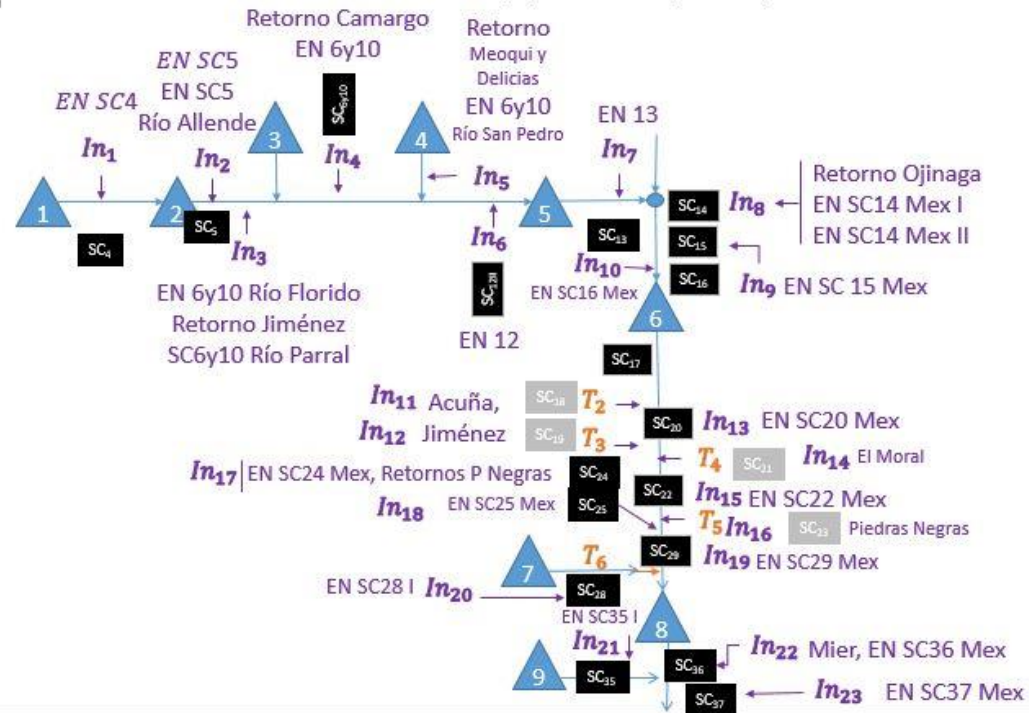 Retorno Camargo
EN 6y10
Retorno
Meoqui y
Delicias
EN 6y10
Río San Pedro
EN SC5
EN SC5
Río Allende
EN SC4
SC6y10
EN 13
In1
In2
3
In4
4
In5
In7
1
2
5
SC4
SC5
In3
In6
SC13
SC14
In8
Retorno Ojinaga
EN SC14 Mex I
EN SC14 Mex II
SC15
In10
EN SC16 Mex
SC16
In9 EN SC 15 Mex
EN 6y10 Río Florido
Retorno Jiménez
SC6y10 Río Parral
SC12II
EN 12
6
SC17
In11 Acuña,
SC18
T2
In12 Jiménez
SC19
T3
SC20
In13 EN SC20 Mex
T4
SC21
In14 El Moral
In17 EN SC24 Mex, Retornos P Negras
SC24
SC22
In15 EN SC22 Mex
In18
EN SC25 Mex
SC25
T5 In16
SC23
Piedras Negras
SC29
In19 EN SC29 Mex
7
T6
EN SC28 I In20
SC28
EN SC35 I
In21
8
9
SC35
SC36
In22 Mier, EN SC36 Mex
SC37
In23 EN SC37 Mex